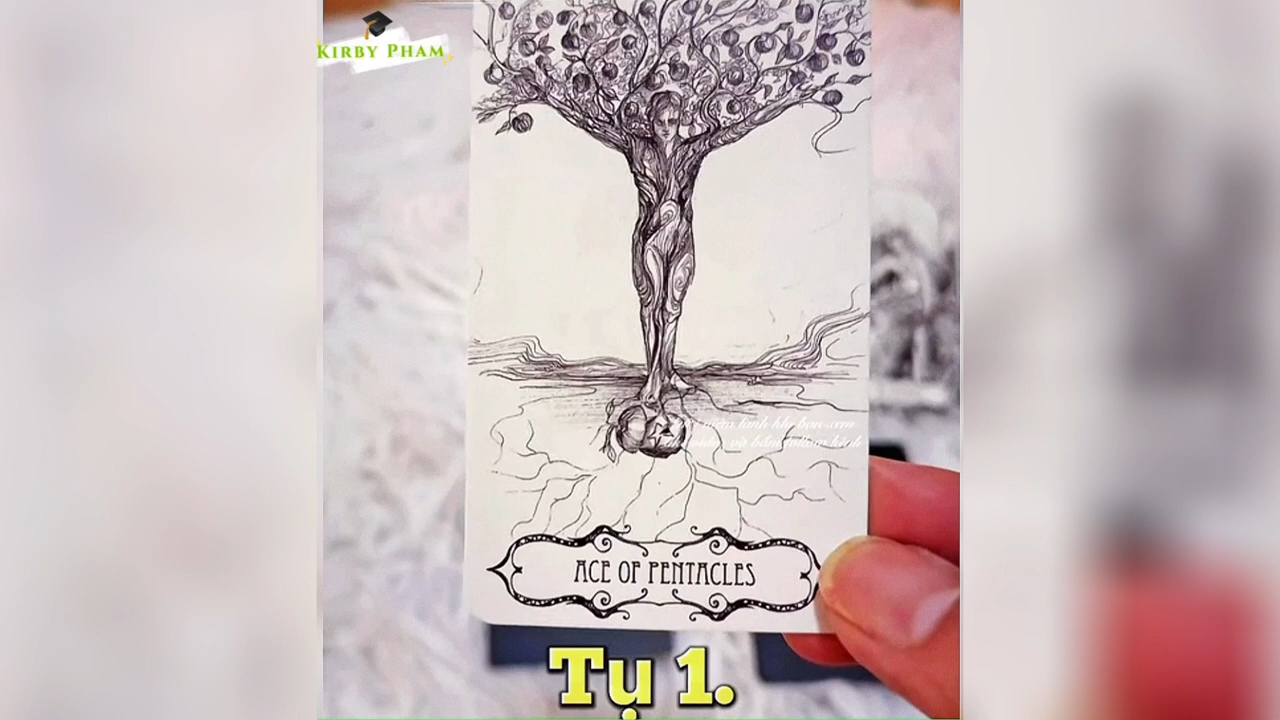 KIRBY PHAM
ACE OF PENTACLES
Tụ 1.